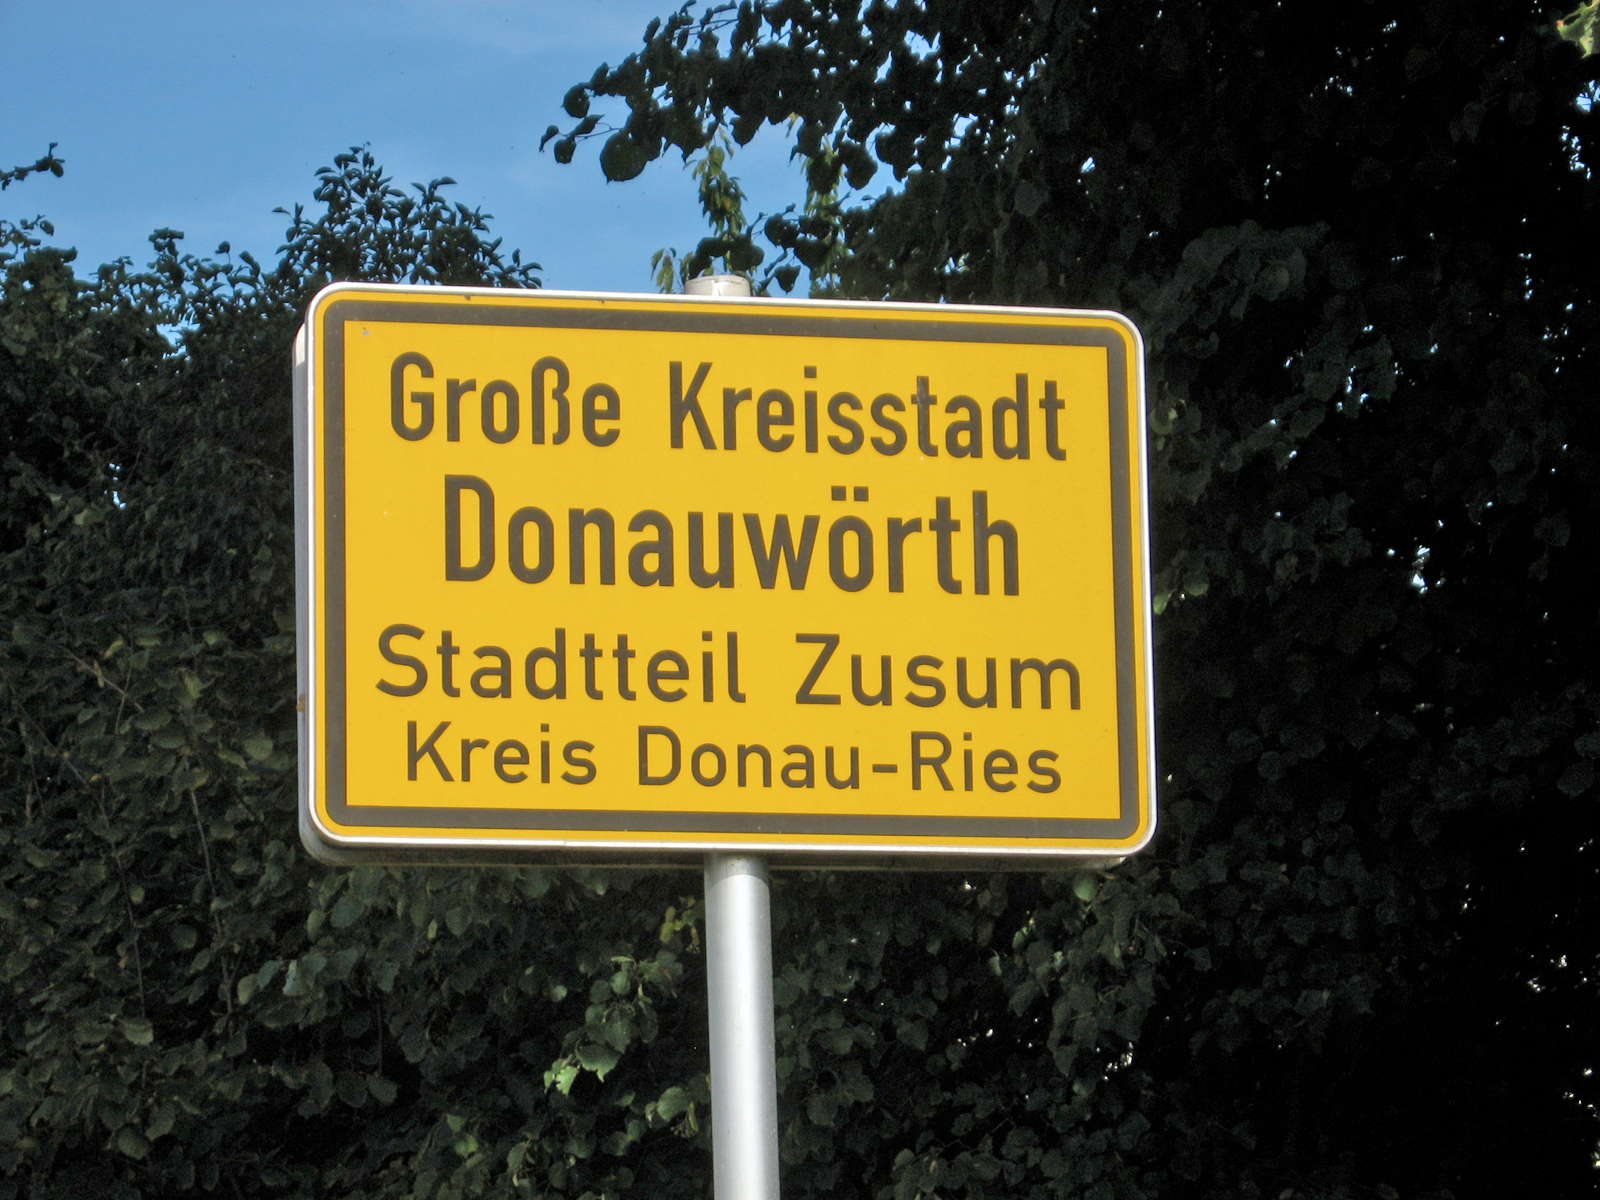 Große Kreisstadt
Donauwörth
Stadtteil Zusum
Kreis Donau-Ries